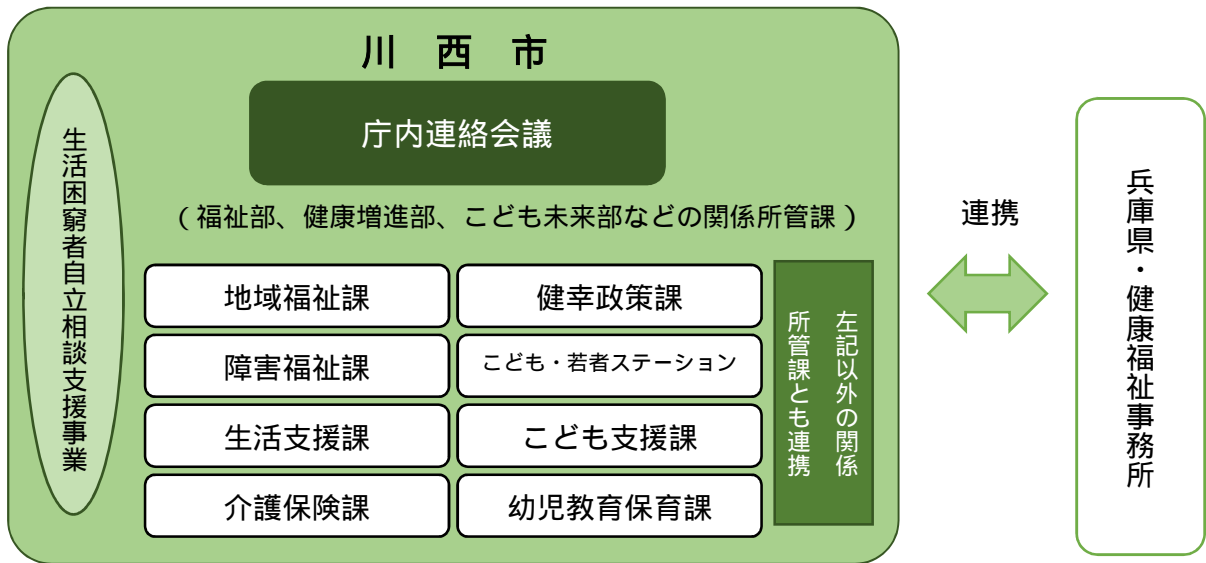 川 西 市
庁内連絡会議
（福祉部、健康増進部、こども未来部などの関係所管課）
生活困窮者自立相談支援事業
地域福祉課
健幸政策課
障害福祉課
こども・若者ステーション
生活支援課
こども支援課
介護保険課
幼児教育保育課
左記以外の関係
所管課とも連携
連携
兵庫県・健康福祉事務所